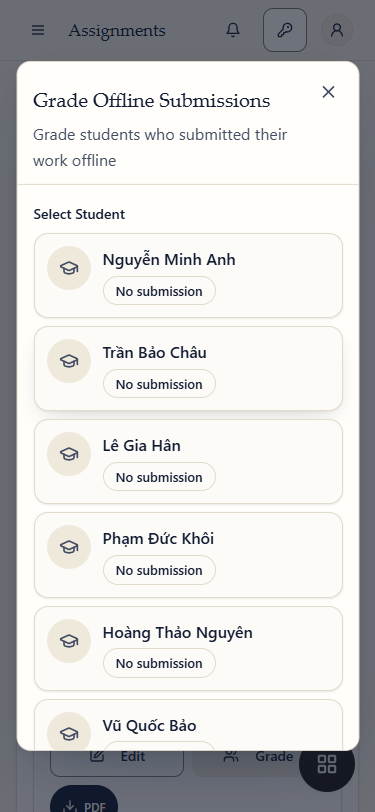 Assignments
Grade Offline Submissions
Grade students who submitted their
work offline
Select Student
Nguyễn Minh Anh
No submission
Trần Bảo Châu
No submission
Lê Gia Hân
No submission
Phạm Đức Khôi
No submission
Hoàng Thảo Nguyên
No submission
Vũ Quốc Bảo
Edit
Grade
PDF